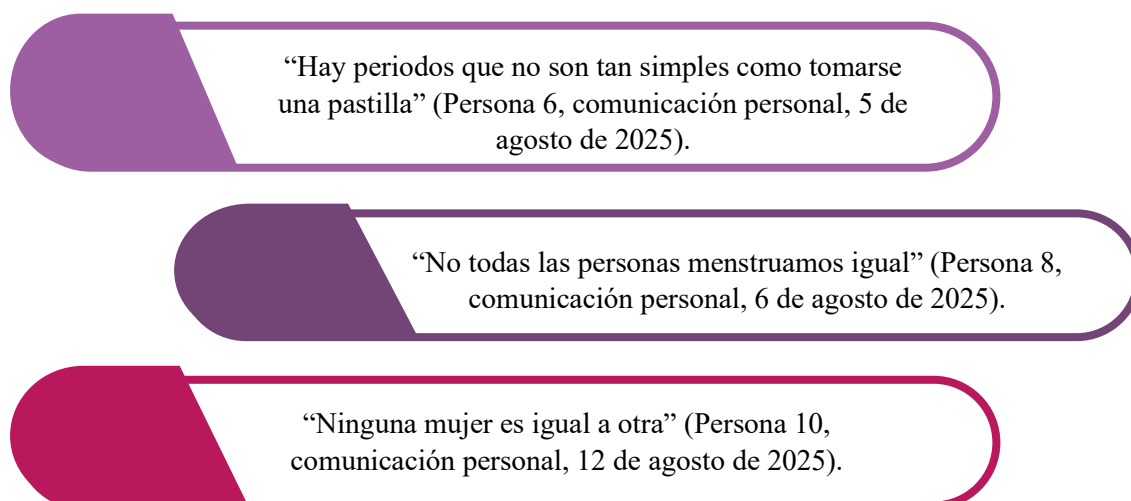 “Hay periodos que no son tan simples como tomarse
una pastilla” (Persona 6, comunicación personal, 5 de
agosto de 2025).
“No todas las personas menstruamos igual” (Persona 8,
comunicación personal, 6 de agosto de 2025).
“Ninguna mujer es igual a otra” (Persona 10,
comunicación personal, 12 de agosto de 2025).